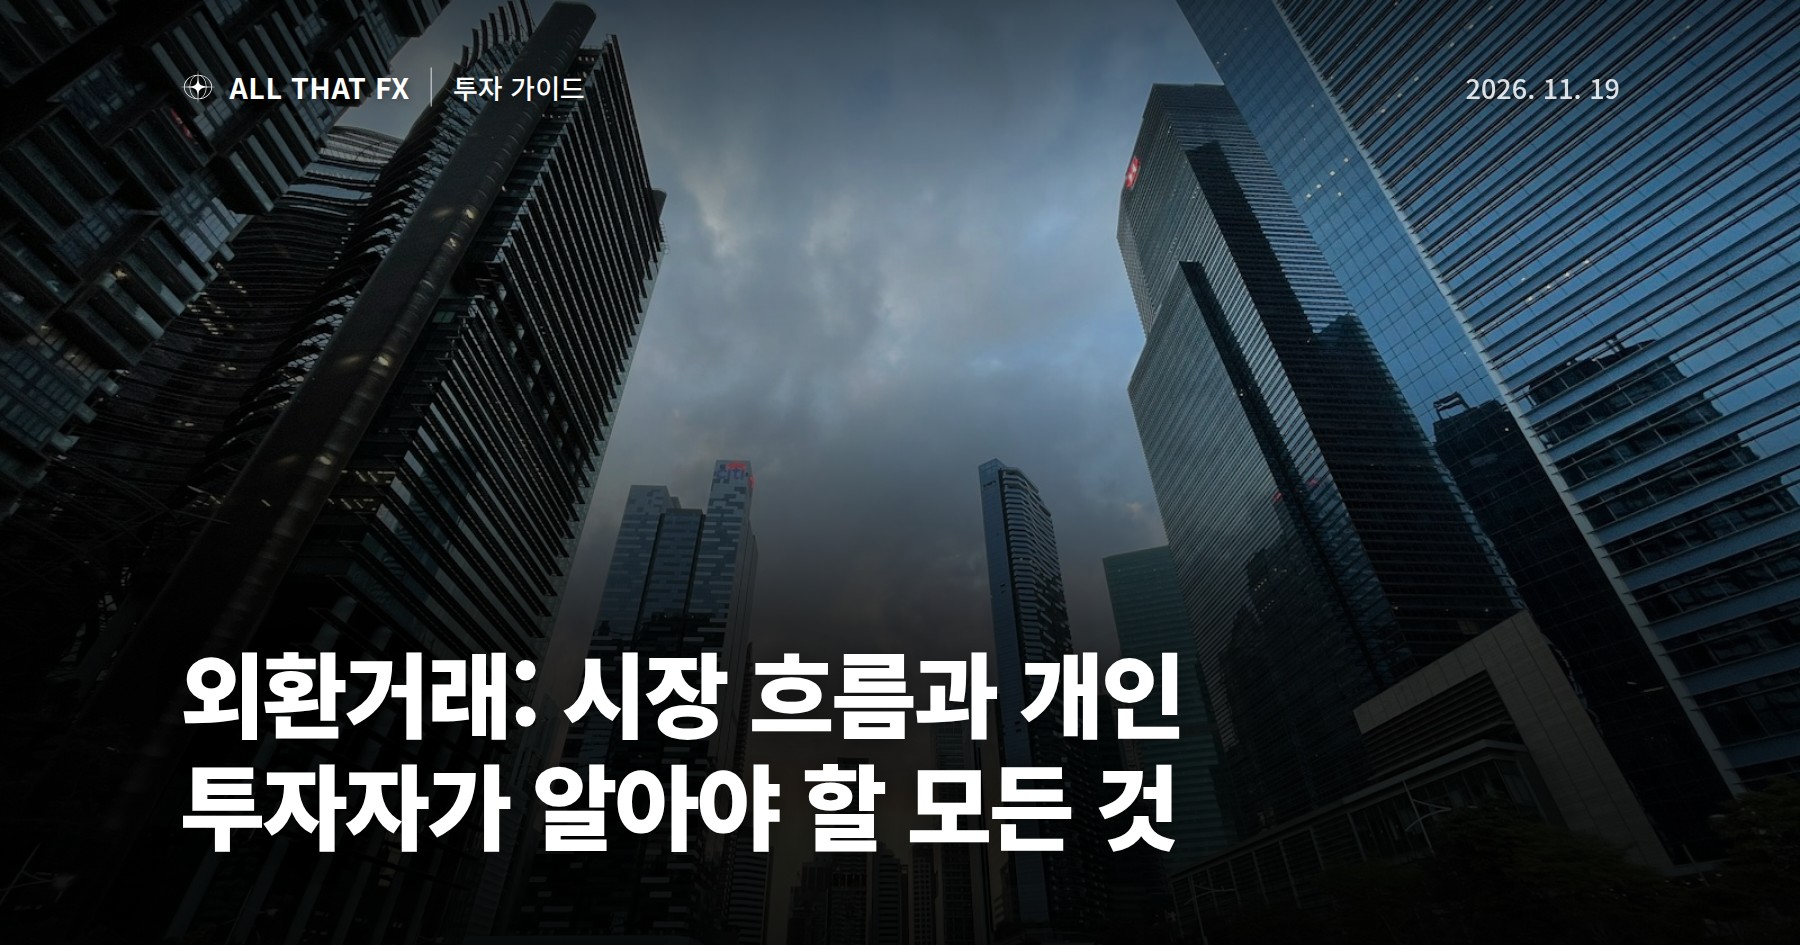 ALL THAT FX | 투자 가이드
2026. 11. 19
citi
외환거래: 시장 흐름과 개인
투자자가 알아야 할 모든 것